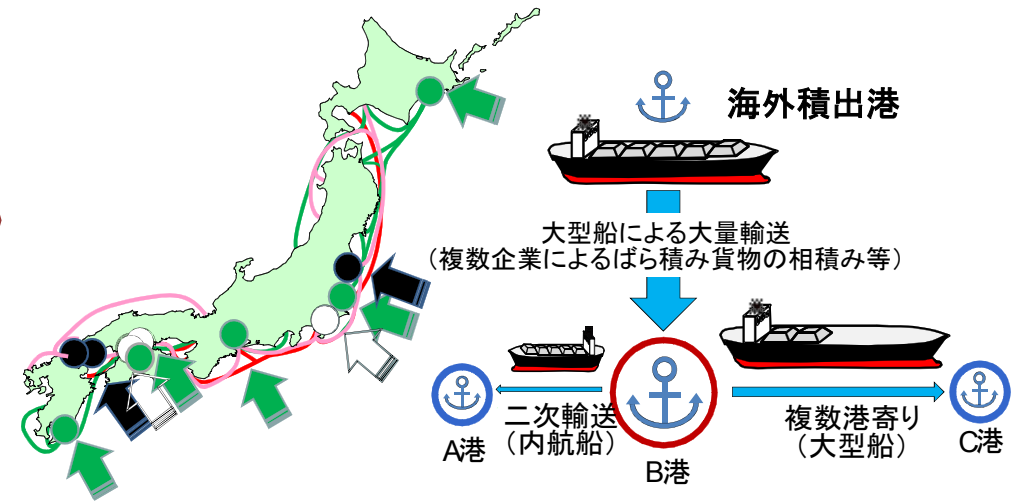 海外積出港
大型船による大量輸送
（複数企業によるばら積み貨物の相積み等）
二次輸送
（内航船）
複数港寄り
（大型船）
A港
B港
C港